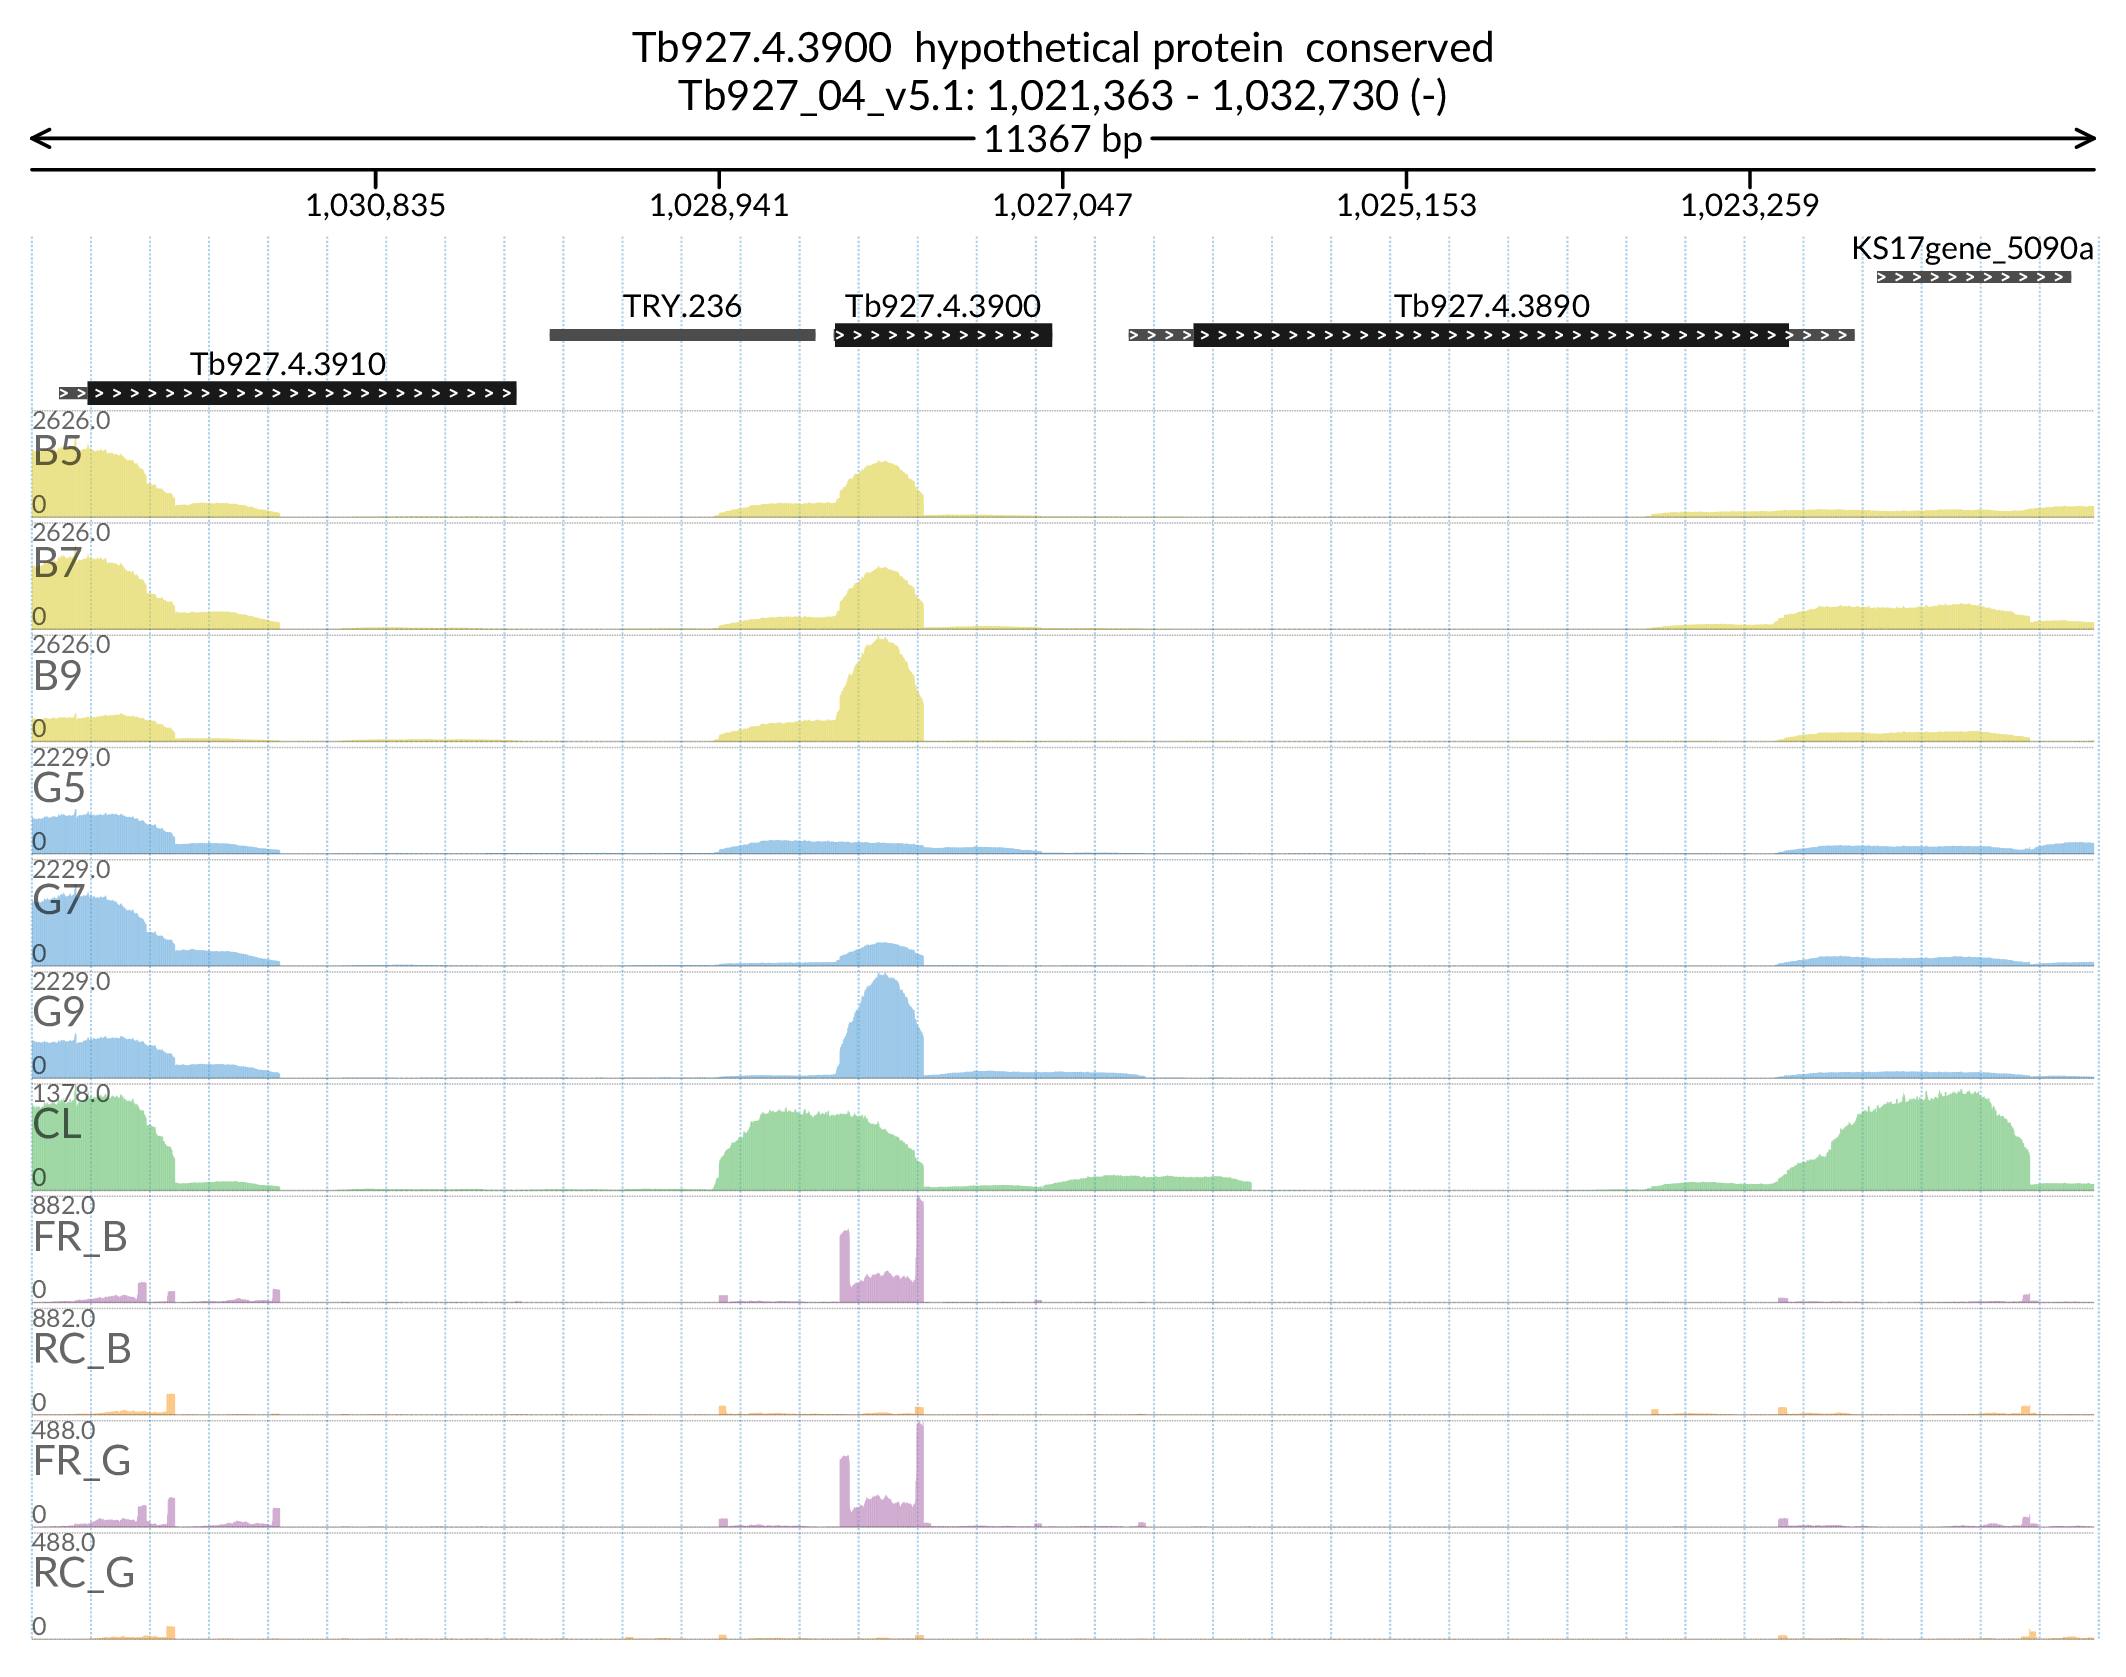 Tb927.4.3900  hypothetical protein  conserved
Tb927_04_v5.1: 1,021,363 - 1,032,730 (-)
11367 bp
1,030,835 1,028,941 1,027,047 1,025,153 1,023,259
KS17gene_5090a
TRY.236 Tb927.4.3900 Tb927.4.3890
Tb927.4.3910
2626.0
B5
0
2626.0
B7
0
2626.0
B9
0
2229.0
G5
0
2229.0
G7
0
2229.0
G9
0
1378.0
CL
0
882.0
FR_B
0
882.0
RC_B
0
488.0
FR_G
0
488.0
RC_G
0